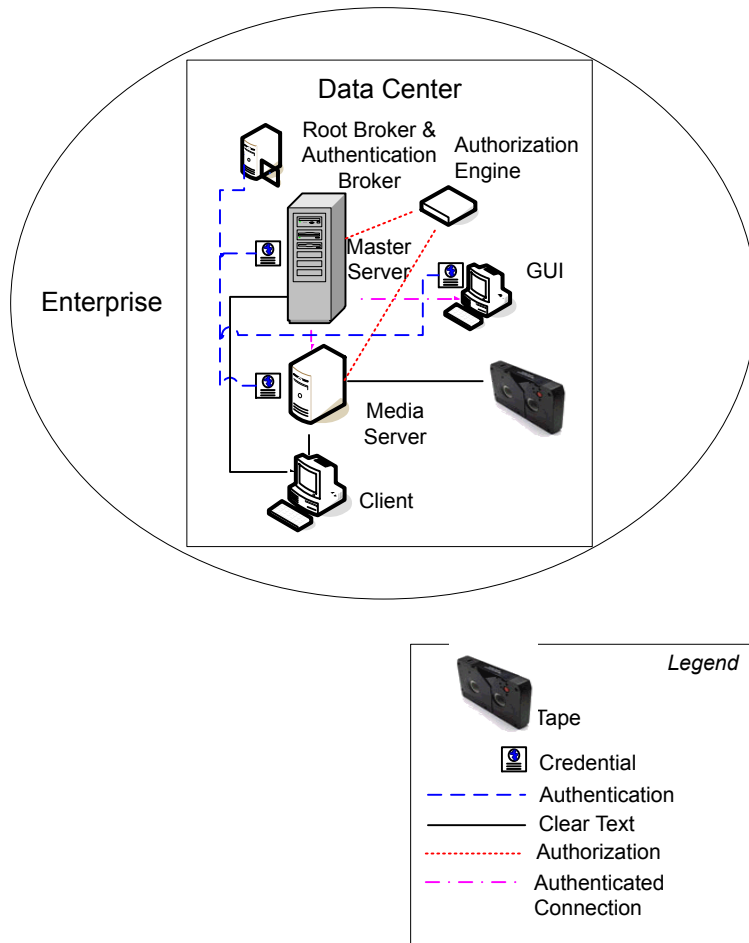 Data Center
Root Broker &
Authentication
Broker
Authorization
Engine
Master
Server
GUI
Enterprise
Media
Server
Client
Legend
Tape
Credential
Authentication
Clear Text
Authorization
Authenticated
Connection